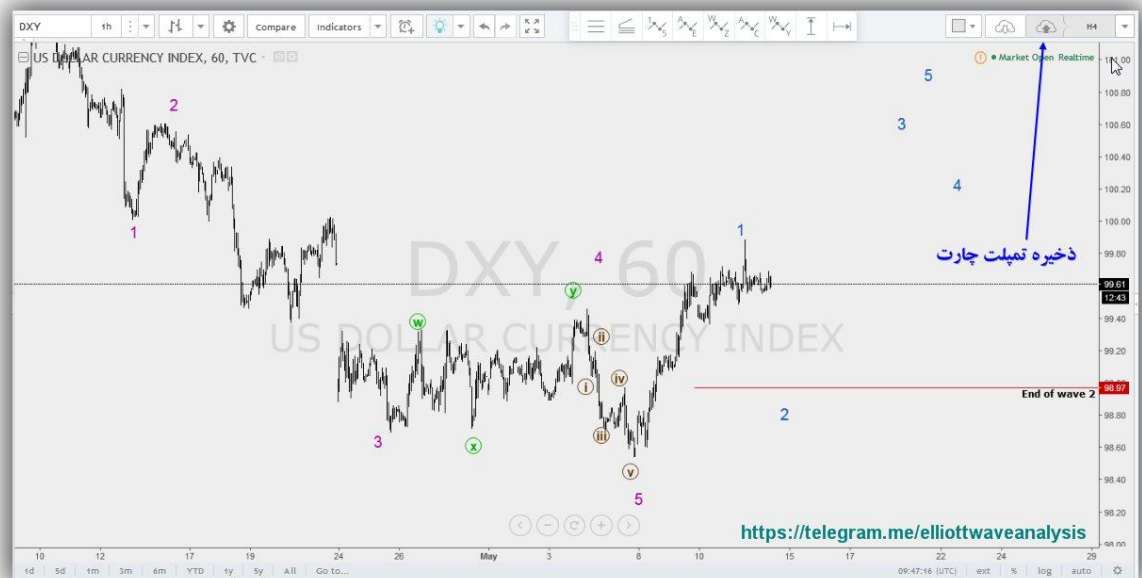 DXY 1h Compare Indicators H4
US DOLLAR CURRENCY INDEX, 60, TVC
Market Open Realtime
101.00
100.60
100.40
100.20
100.00
99.80
99.61
12:43
99.40
99.20
98.97
98.80
98.60
98.40
98.20
98.00
DXY, 60
US DOLLAR CURRENCY INDEX
ذخیره تمپلت چارت
1
2
3
4
5
w
x
y
i
ii
iii
iv
v
1
2
3
4
5
End of wave 2
https://telegram.me/elliottwaveanalysis
10 12 17 19 24 26 May 3 8 10 15 17 22 24 29
1d 5d 1m 3m 6m YTD 1y 5y All Go to... 09:47:16 (UTC) ext % log auto